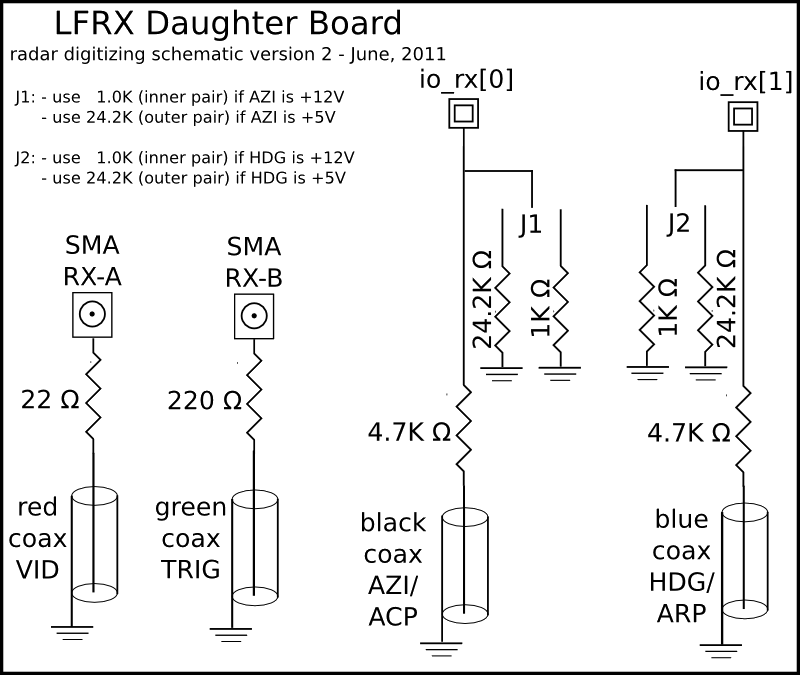 LFRX Daughter Board
radar digitizing schematic version 2 - June, 2011
J1: - use 1.0K (inner pair) if AZI is +12V
- use 24.2K (outer pair) if AZI is +5V
J2: - use 1.0K (inner pair) if HDG is +12V
- use 24.2K (outer pair) if HDG is +5V
io_rx[0]
io_rx[1]
J1
J2
24.2K Ω
1K Ω
1K Ω
24.2K Ω
SMA
RX-A
SMA
RX-B
22 Ω
220 Ω
4.7K Ω
4.7K Ω
red
coax
VID
green
coax
TRIG
black
coax
AZI/
ACP
blue
coax
HDG/
ARP